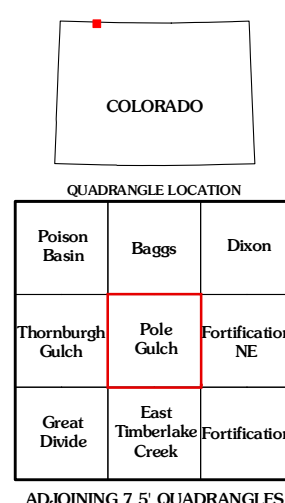 COLORADO
QUADRANGLE LOCATION
Poison
Basin
Baggs
Dixon
Thornburgh
Gulch
Pole
Gulch
Fortification
NE
Great
Divide
East
Timberlake
Creek
Fortification
ADJOINING 7.5' QUADRANGLES